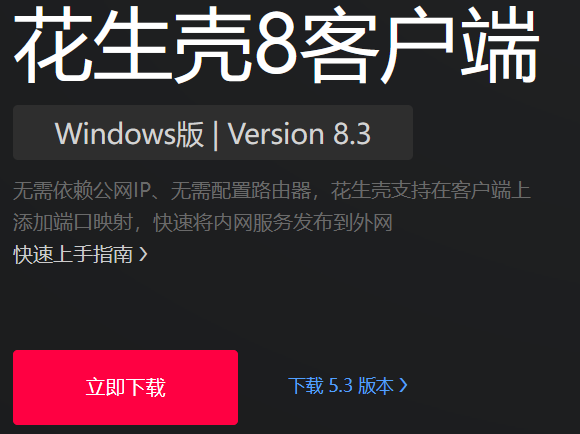 花生壳8客户端
Windows版 | Version 8.3
无需依赖公网IP、无需配置路由器，花生壳支持在客户端上
添加端口映射，快速将内网服务发布到外网
快速上手指南 >
立即下载
下载 5.3 版本 >